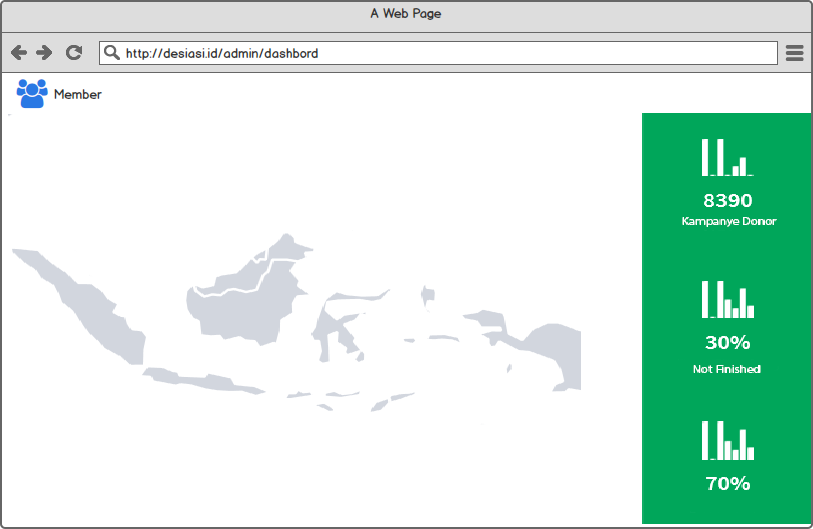 A Web Page
http://desiasi.id/admin/dashbord
Member
8390
Kampanye Donor
30%
Not Finished
70%